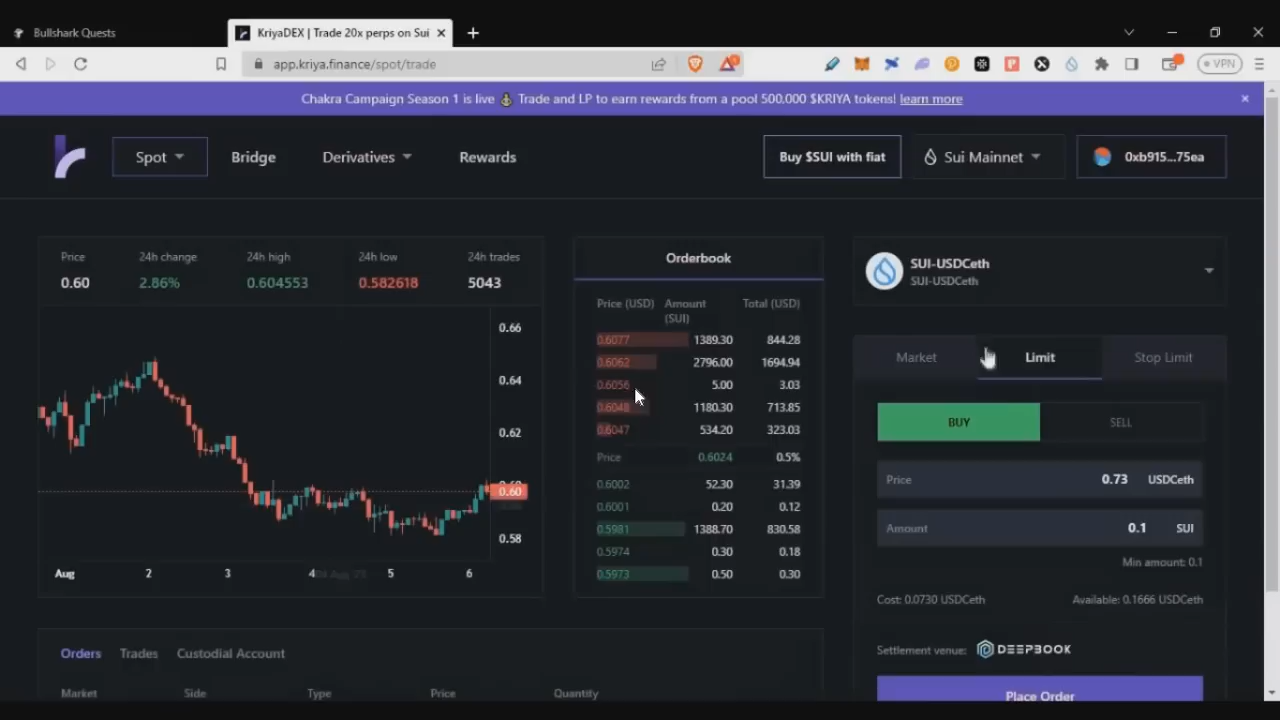 Bullshark Quests
KriyaDEX | Trade 20x perps on Sui
app.kriya.finance/spot/trade
VPN
Chakra Campaign Season 1 is live 💰 Trade and LP to earn rewards from a pool 500,000 $KRIYA tokens! learn more
Spot
Bridge
Derivatives
Rewards
Buy $SUI with fiat
Sui Mainnet
0xb915...75ea
Price 24h change 24h high 24h low 24h trades
0.60 2.86% 0.604553 0.582618 5043
0.66
0.64
0.62
0.60
0.58
Aug 2 3 4 5 6
Orderbook
Price (USD) Amount (SUI) Total (USD)
0.6077 1389.30 844.28
0.6062 2796.00 1694.94
0.6056 5.00 3.03
0.6048 1180.30 713.85
0.6047 534.20 323.03
Price 0.6024 0.5%
0.6002 52.30 31.39
0.6001 0.20 0.12
0.5981 1388.70 830.58
0.5974 0.30 0.18
0.5973 0.50 0.30
SUI-USDCeth
SUI-USDCeth
Market Limit Stop Limit
BUY SELL
Price 0.73 USDCeth
Amount 0.1 SUI
Min amount: 0.1
Cost: 0.0730 USDCeth Available: 0.1666 USDCeth
Settlement venue: DEEPBOOK
Place Order
Orders Trades Custodial Account
Market Side Type Price Quantity